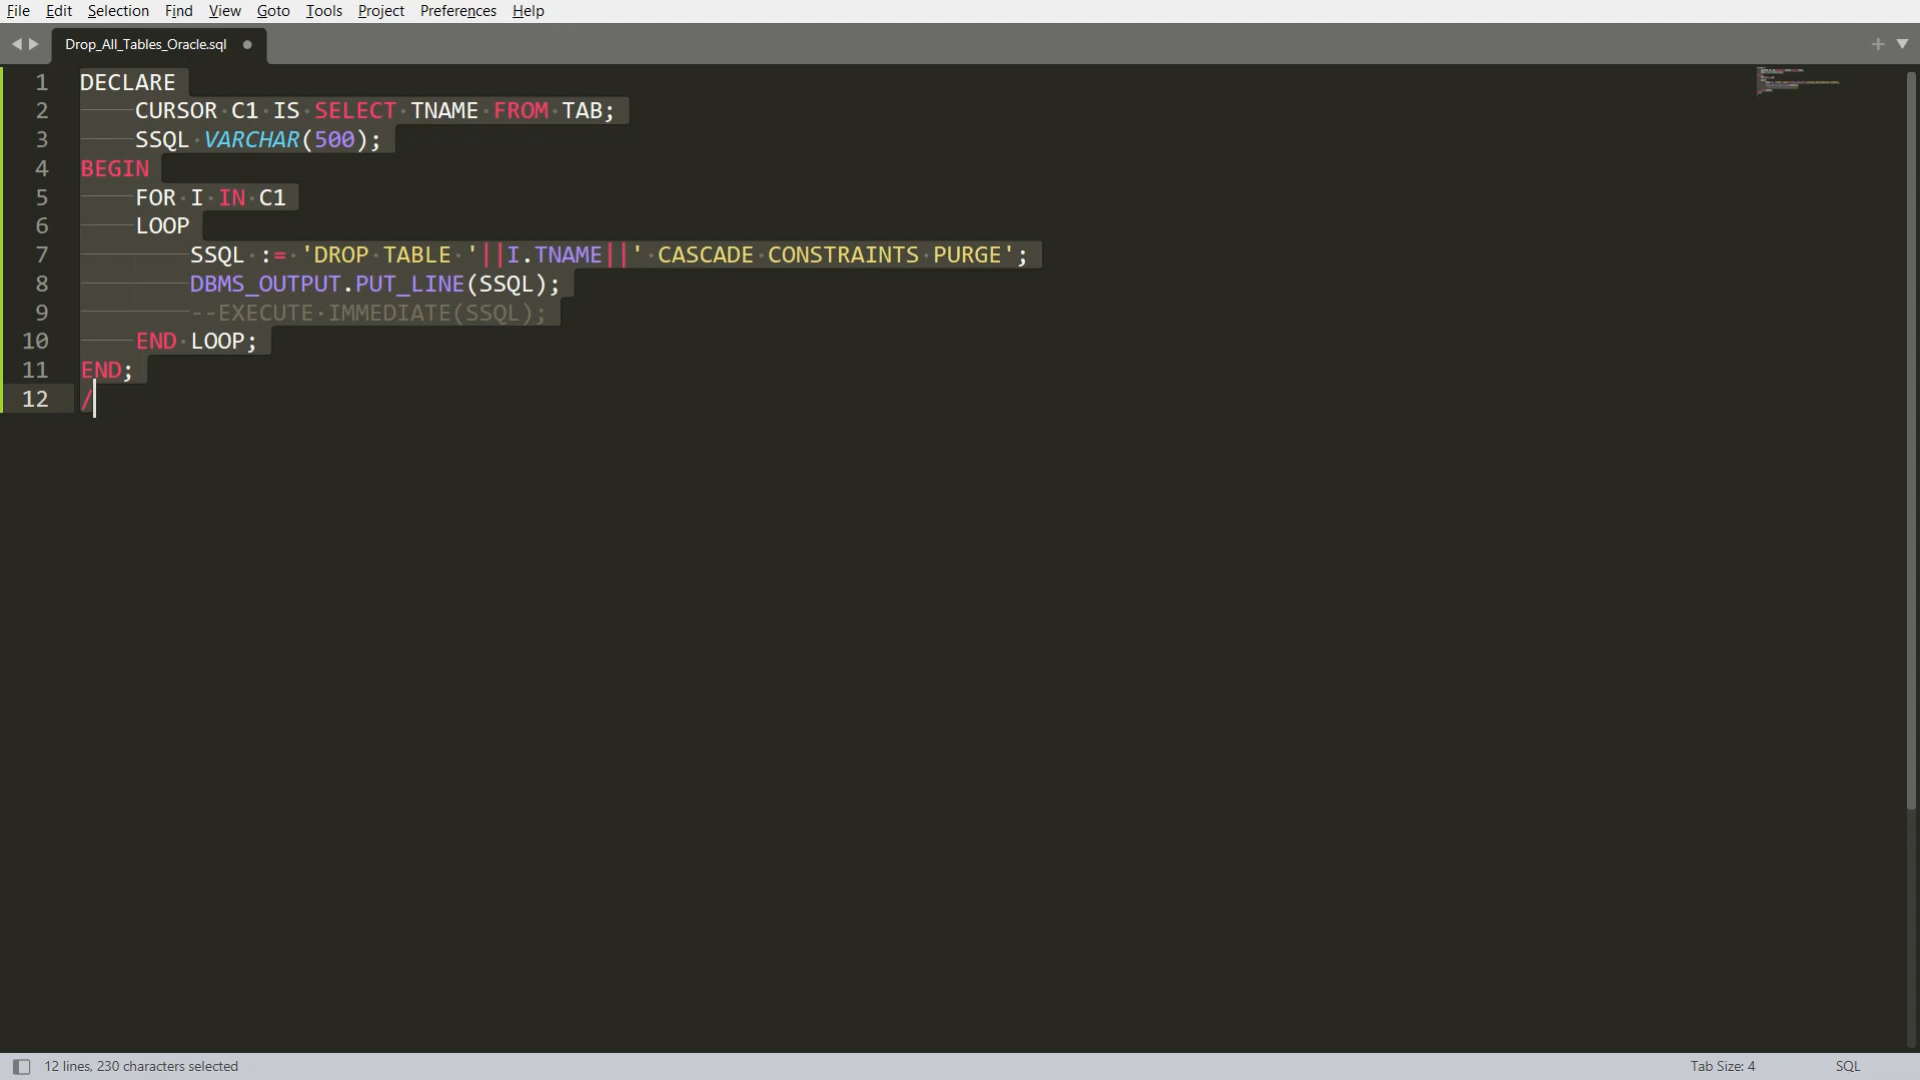 File Edit Selection Find View Goto Tools Project Preferences Help
Drop_All_Tables_Oracle.sql
1 DECLARE
2 CURSOR C1 IS SELECT TNAME FROM TAB;
3 SSQL VARCHAR(500);
4 BEGIN
5 FOR I IN C1
6 LOOP
7 SSQL := 'DROP TABLE '||I.TNAME||' CASCADE CONSTRAINTS PURGE';
8 DBMS_OUTPUT.PUT_LINE(SSQL);
9 --EXECUTE IMMEDIATE(SSQL);
10 END LOOP;
11 END;
12 /
12 lines, 230 characters selected Tab Size: 4 SQL